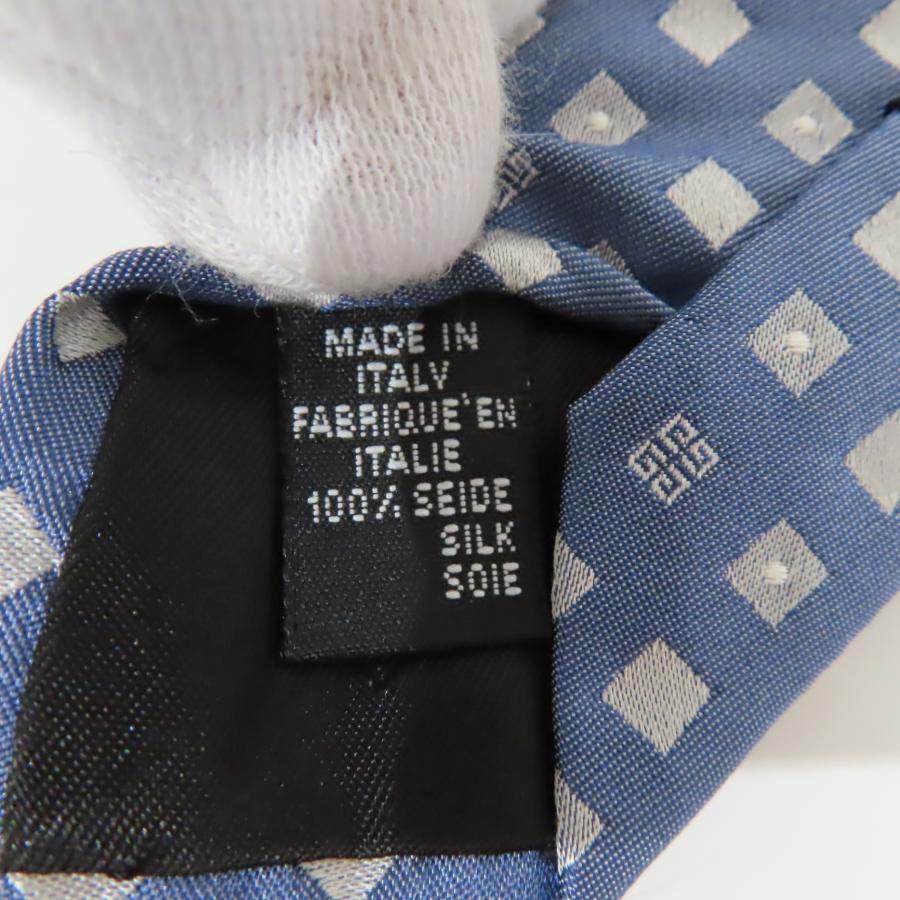 MADE IN
ITALY
FABRIQUE'EN
ITALIE
100% SEIDE
SILK
SOIE